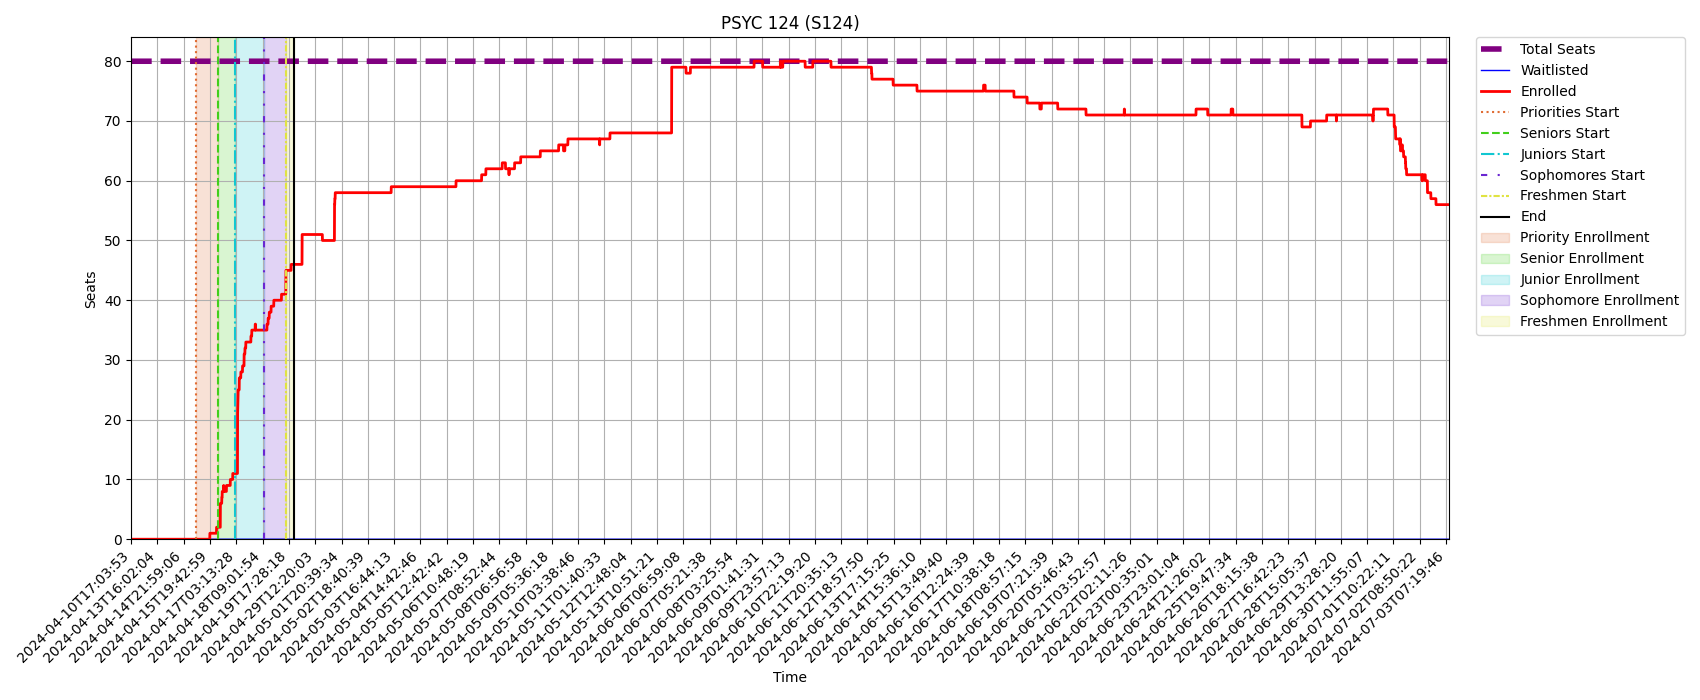 PSYC 124 (S124)
Seats
80
70
60
50
40
30
20
10
0
2024-04-10T17:03:53
2024-04-13T16:02:04
2024-04-14T21:59:06
2024-04-15T19:42:59
2024-04-17T03:13:28
2024-04-18T09:01:54
2024-04-19T17:28:18
2024-04-29T12:20:03
2024-05-01T20:39:34
2024-05-02T18:40:39
2024-05-03T16:44:13
2024-05-04T14:42:46
2024-05-05T12:42:42
2024-05-06T10:48:19
2024-05-07T08:52:44
2024-05-08T06:56:58
2024-05-09T05:36:18
2024-05-10T03:38:46
2024-05-11T01:40:33
2024-05-12T12:48:04
2024-05-13T10:51:21
2024-06-06T06:59:08
2024-06-07T05:21:38
2024-06-08T03:25:54
2024-06-09T01:41:31
2024-06-09T23:57:13
2024-06-10T22:19:20
2024-06-11T20:35:13
2024-06-12T18:57:50
2024-06-13T17:15:25
2024-06-14T15:36:10
2024-06-15T13:49:40
2024-06-16T12:24:39
2024-06-17T10:38:18
2024-06-18T08:57:15
2024-06-19T07:21:39
2024-06-20T05:46:43
2024-06-21T03:52:57
2024-06-22T02:11:26
2024-06-23T00:35:01
2024-06-23T23:01:04
2024-06-24T21:26:02
2024-06-25T19:47:34
2024-06-26T18:15:38
2024-06-27T16:42:23
2024-06-28T15:05:37
2024-06-29T13:28:20
2024-06-30T11:55:07
2024-07-01T10:22:11
2024-07-02T08:50:22
2024-07-03T07:19:46
Time
Total Seats
Waitlisted
Enrolled
Priorities Start
Seniors Start
Juniors Start
Sophomores Start
Freshmen Start
End
Priority Enrollment
Senior Enrollment
Junior Enrollment
Sophomore Enrollment
Freshmen Enrollment